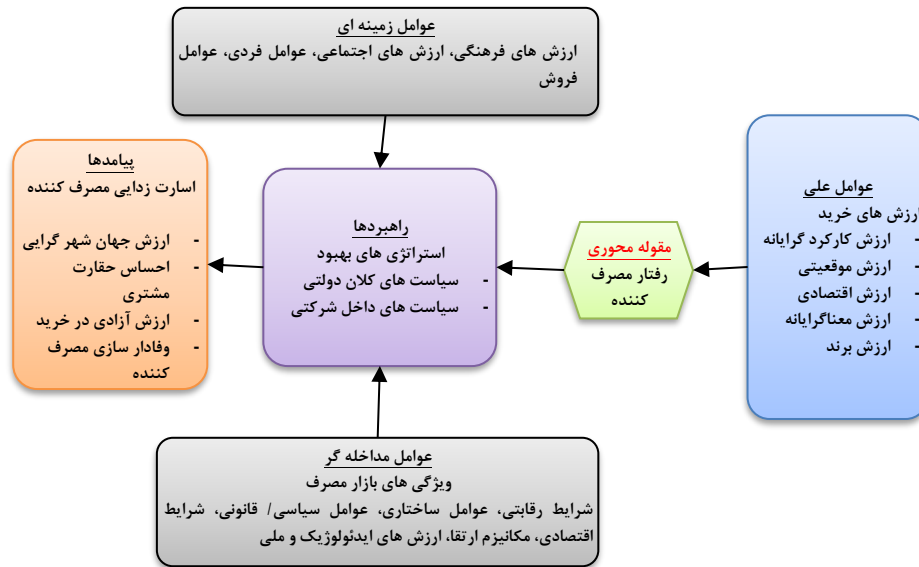 عوامل زمینه ای
ارزش های فرهنگی، ارزش های اجتماعی، عوامل فردی، عوامل
فروش
عوامل علی
ارزش های خرید
- ارزش کارکرد گرایانه
- ارزش موقعیتی
- ارزش اقتصادی
- ارزش معناگرایانه
- ارزش برند
مقوله محوری
رفتار مصرف
کننده
راهبردها
استراتژی های بهبود
- سیاست های کلان دولتی
- سیاست های داخل شرکتی
پیامدها
اسارت زدایی مصرف کننده
- ارزش جهان شهر گرایی
- احساس حقارت
مشتری
- ارزش آزادی در خرید
- وفادار سازی مصرف
کننده
عوامل مداخله گر
ویژگی های بازار مصرف
شرایط رقابتی، عوامل ساختاری، عوامل سیاسی/ قانونی، شرایط
اقتصادی، مکانیزم ارتقا، ارزش های ایدئولوژیک و ملی